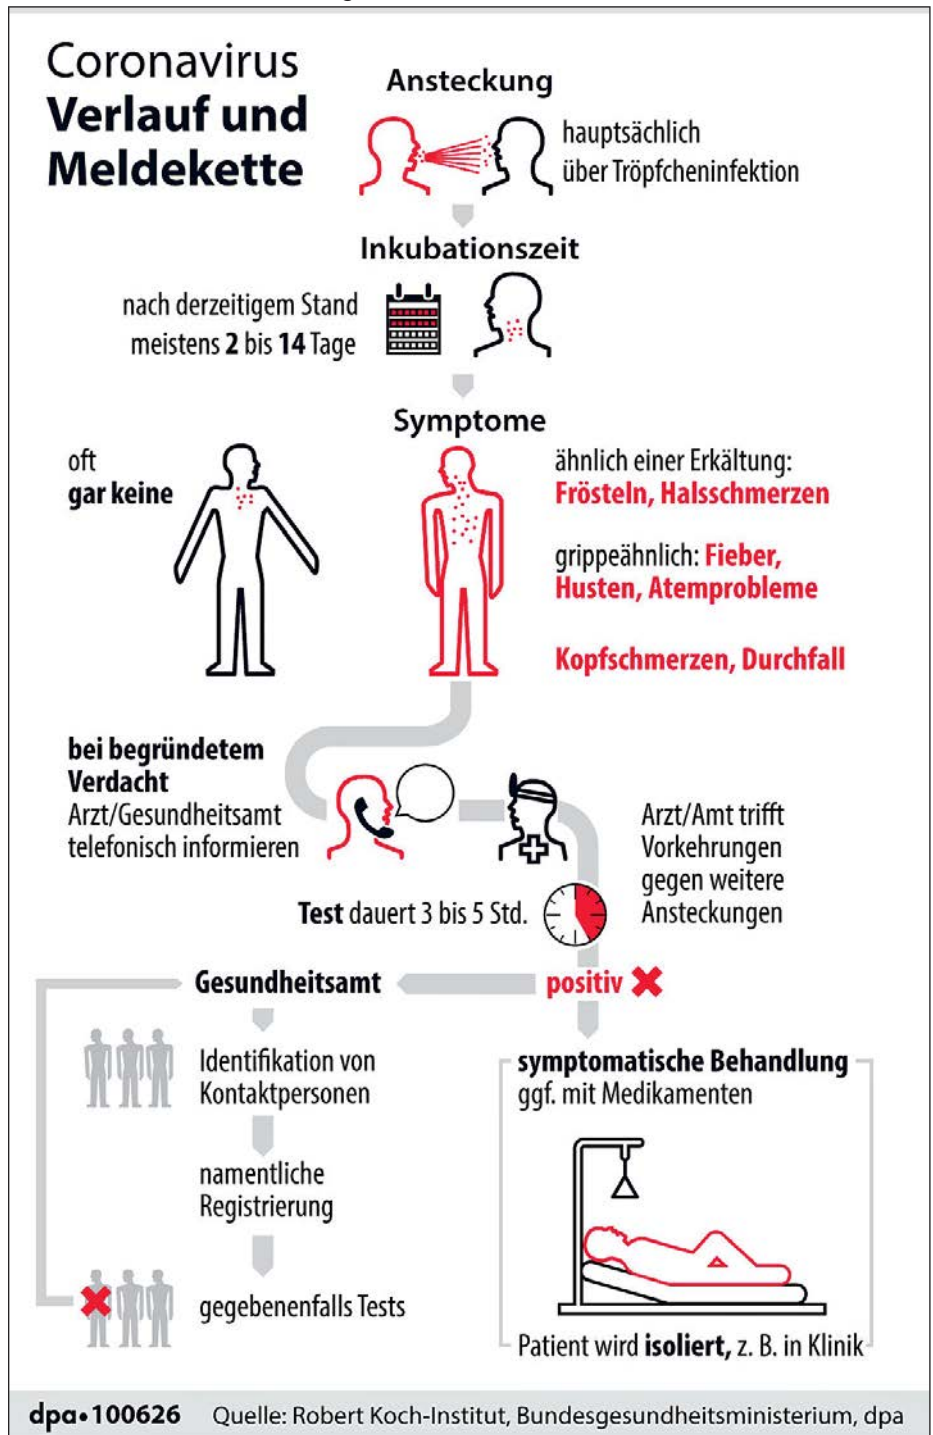 Coronavirus
Verlauf und
Meldekette
Ansteckung
hauptsächlich
über Tröpfcheninfektion
Inkubationszeit
nach derzeitigem Stand
meistens 2 bis 14 Tage
Symptome
oft
gar keine
ähnlich einer Erkältung:
Frösteln, Halsschmerzen
grippeähnlich: Fieber,
Husten, Atemprobleme
Kopfschmerzen, Durchfall
bei begründetem
Verdacht
Arzt/Gesundheitsamt
telefonisch informieren
Arzt/Amt trifft
Vorkehrungen
gegen weitere
Ansteckungen
Test dauert 3 bis 5 Std.
positiv
Gesundheitsamt
Identifikation von
Kontaktpersonen
namentliche
Registrierung
gegebenenfalls Tests
symptomatische Behandlung
ggf. mit Medikamenten
Patient wird isoliert, z. B. in Klinik
dpa•100626 Quelle: Robert Koch-Institut, Bundesgesundheitsministerium, dpa